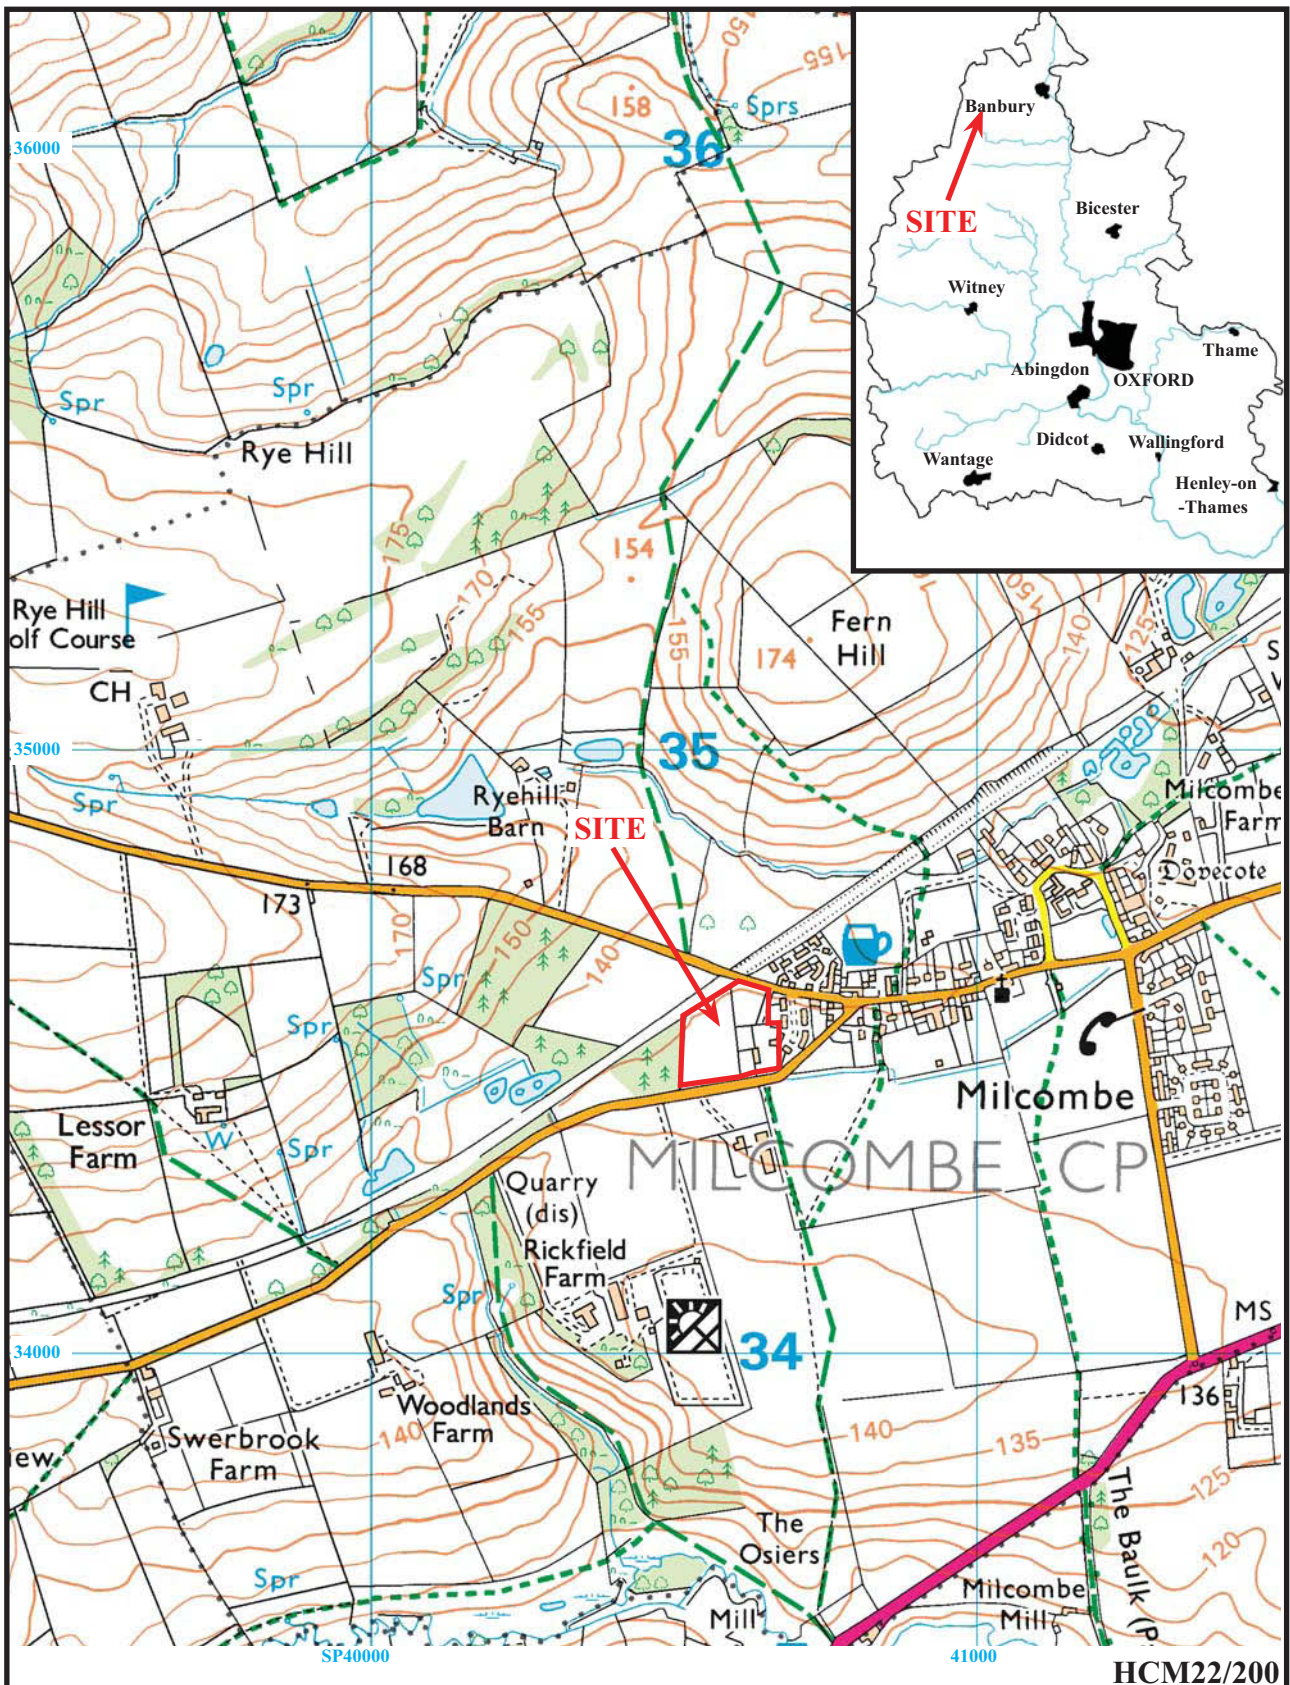 150
155
158
Sprs
36
36000
Banbury
SITE
Bicester
Witney
Thame
Abingdon
OXFORD
Didcot
Wallingford
Wantage
Henley-on
-Thames
Spr
Spr
Rye Hill
175
154
170
155
155
Fern
Hill
174
150
140
125
Rye Hill
olf Course
CH
35000
35
Spr
Ryehill
Barn
SITE
Milcombe
Farm
Dovecote
168
173
170
150
140
Spr
Spr
Lessor
Farm
W
Spr
Milcombe
MILCOMBE CP
Quarry
(dis)
Rickfield
Farm
Spr
MS
34000
34
136
Woodlands
Farm
140
Swerbrook
Farm
iew
140
135
125
120
The
Osiers
The Baulk (P
Spr
Mill
Milcombe
Mill
SP40000
41000
HCM22/200